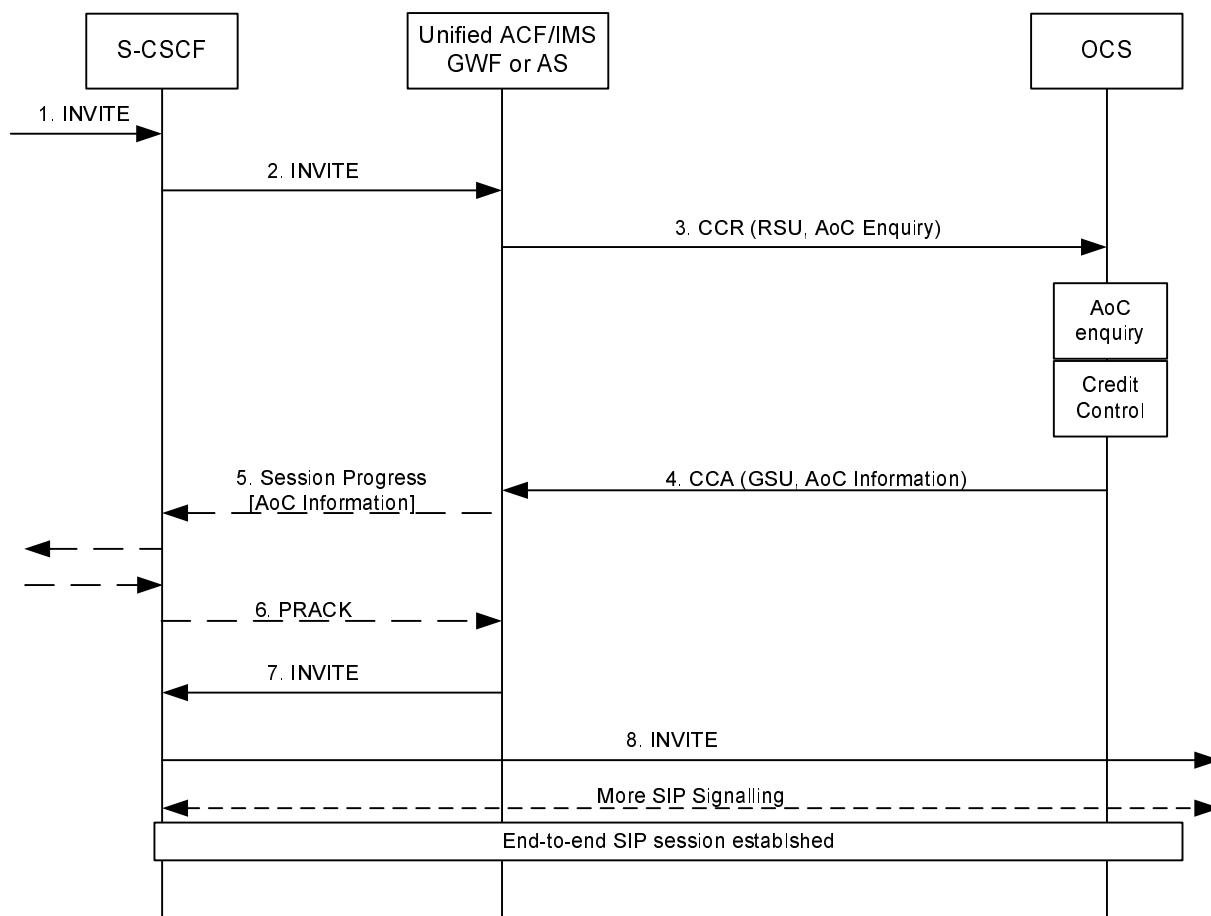 S-CSCF
Unified ACF/IMS
GWF or AS
OCS
1. INVITE
2. INVITE
3. CCR (RSU, AoC Enquiry)
AoC
enquiry
Credit
Control
4. CCA (GSU, AoC Information)
5. Session Progress
[AoC Information]
6. PRACK
7. INVITE
8. INVITE
More SIP Signalling
End-to-end SIP session establshed